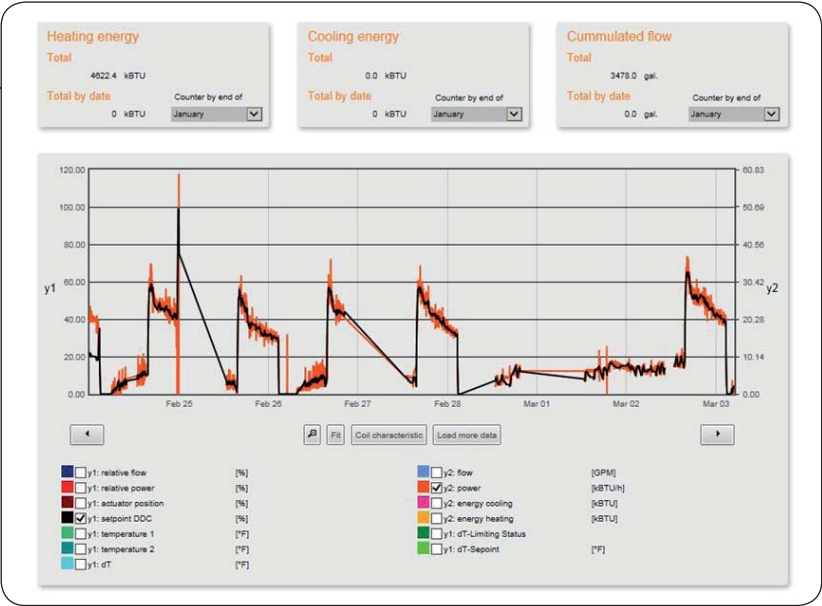 Heating energy
Total
4622.4 kBTU
Total by date
Counter by end of
0 kBTU
January
Cooling energy
Total
0.0 kBTU
Total by date
Counter by end of
0 kBTU
January
Cummulated flow
Total
3478.0 gal.
Total by date
Counter by end of
0.0 gal.
January
120.00
100.00
80.00
60.00
40.00
20.00
0.00
y1
60.83
50.69
40.56
30.42
20.28
10.14
0.00
y2
Feb 25 Feb 26 Feb 27 Feb 28 Mar 01 Mar 02 Mar 03
Fit Coil characteristic Load more data
y1: relative flow [%]
y1: relative power [%]
y1: actuator position [%]
y1: setpoint DDC [%]
y1: temperature 1 [°F]
y1: temperature 2 [°F]
y1: dT [°F]
y2: flow [GPM]
y2: power [kBTU/h]
y2: energy cooling [kBTU]
y2: energy heating [kBTU]
y1: dT-Limiting Status
y1: dT-Sepoint [°F]